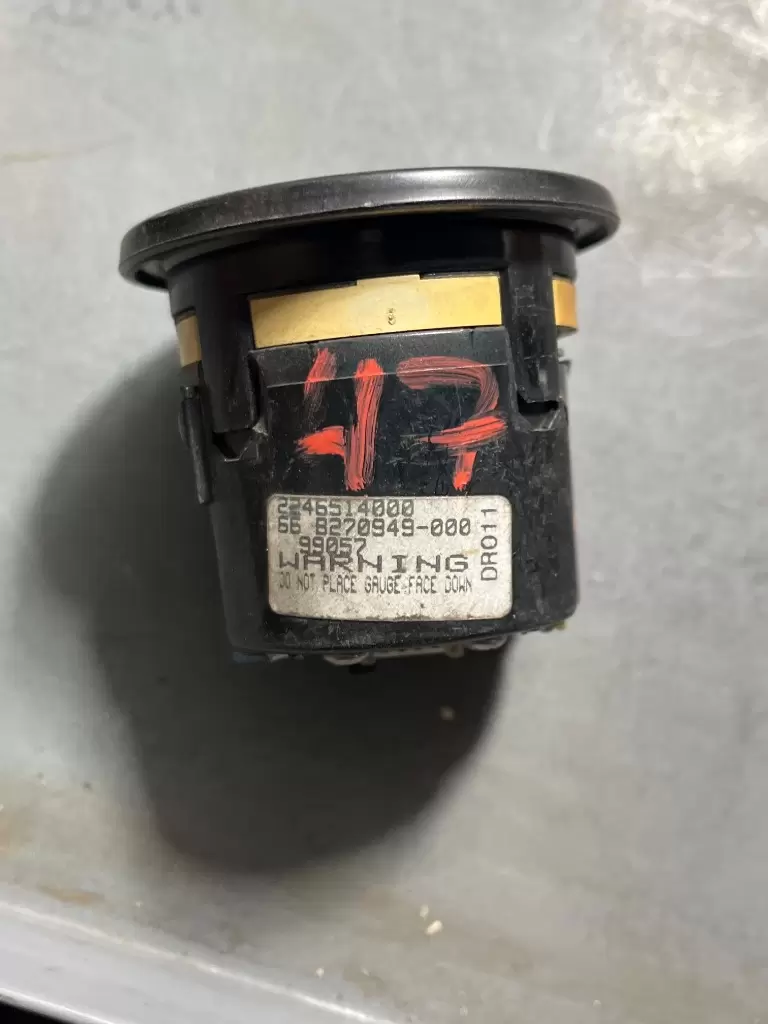 47
2246514000
66 8270949-000
99057
WARNING
DO NOT PLACE GAUGE FACE DOWN
DR011